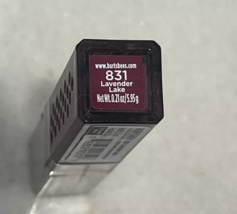 www.burtsbees.com
831
Lavender
Lake
Net Wt. 0.21 oz/5.95 g